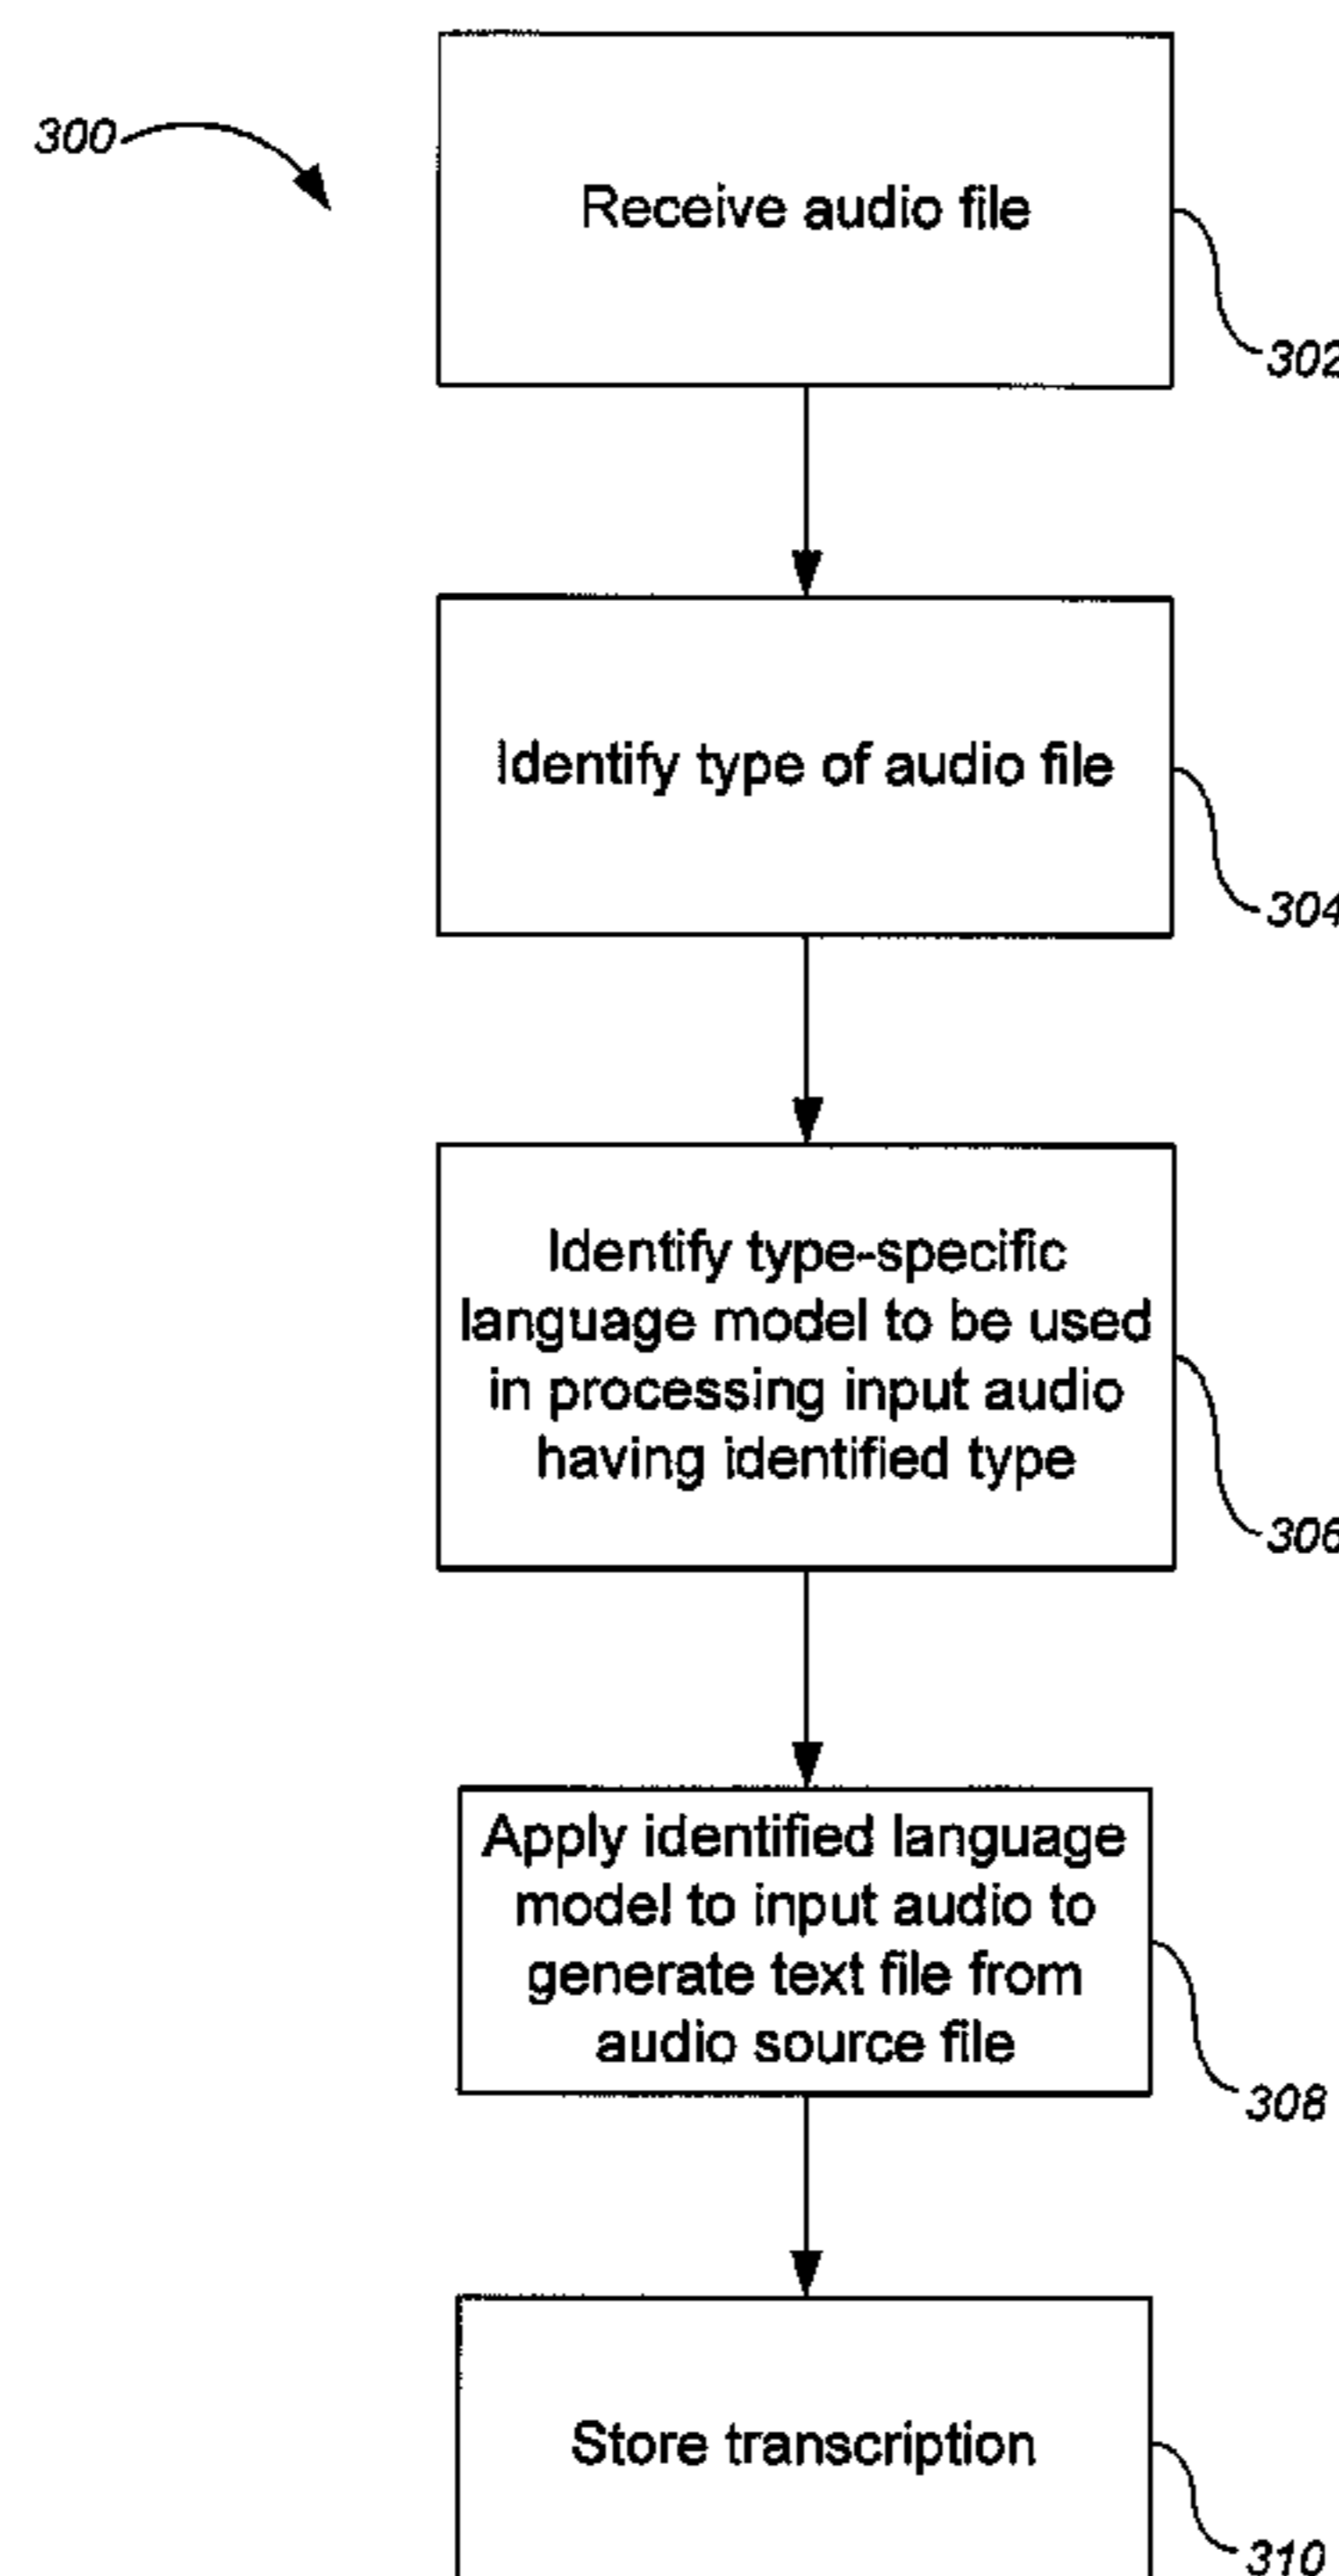 300
Receive audio file
302
Identify type of audio file
304
Identify type-specific
language model to be used
in processing input audio
having identified type
306
Apply identified language
model to input audio to
generate text file from
audio source file
308
Store transcription
310